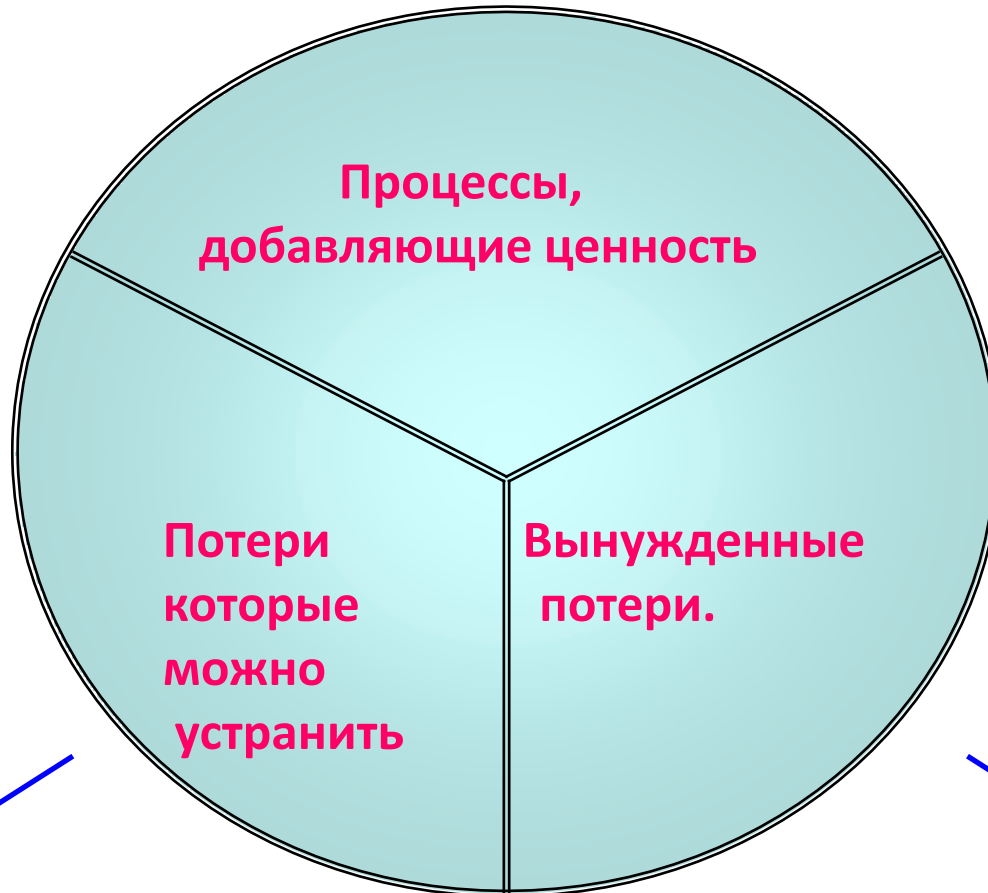 Процессы,
добавляющие ценность
Потери
которые
можно
устранить
Вынужденные
потери.